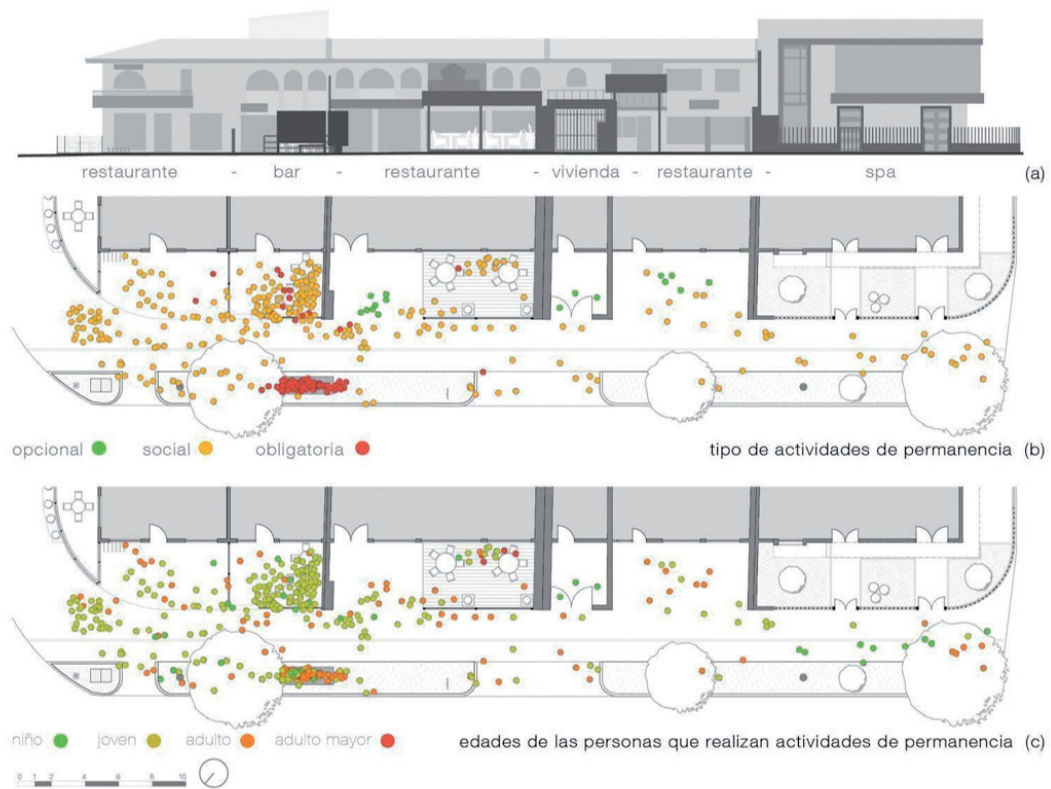 restaurante - bar - restaurante - vivienda - restaurante - spa (a)
opcional social obligatoria tipo de actividades de permanencia (b)
niño joven adulto adulto mayor edades de las personas que realizan actividades de permanencia (c)
0 1 2 4 6 8 10